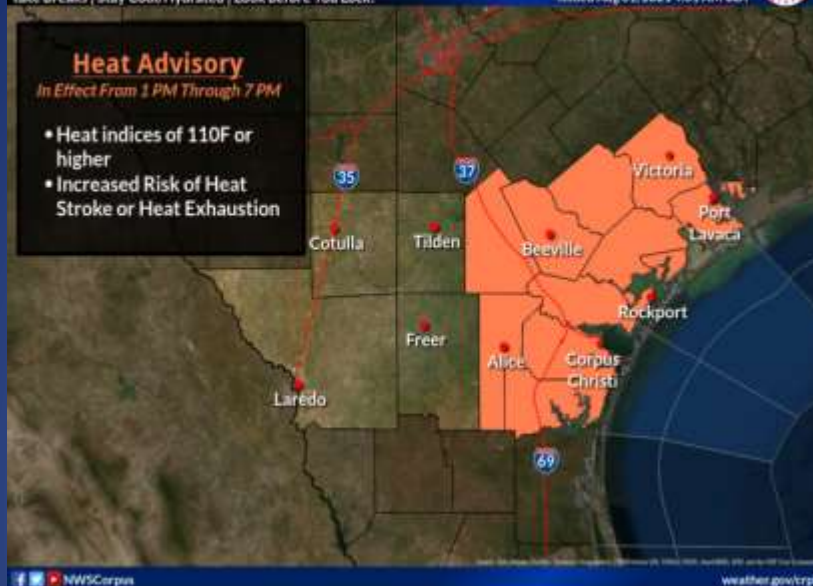 Heat Advisory
In Effect From 1 PM Through 7 PM
• Heat indices of 110F or
higher
• Increased Risk of Heat
Stroke or Heat Exhaustion
35
37
Victoria
Port
Lavaca
Cotulla
Tilden
Beeville
Rockport
Freer
Alice
Corpus
Christi
Laredo
69
NWSCorpus
weather.gov/crp